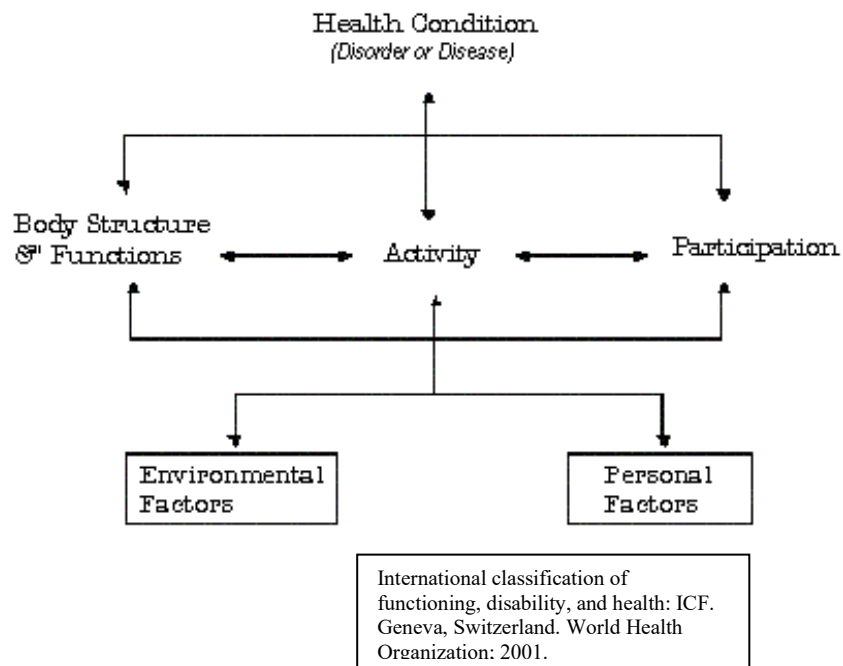 Health Condition
(Disorder or Disease)
Body Structure
& Functions
Activity
Participation
Environmental
Factors
Personal
Factors
International classification of
functioning, disability, and health: ICF.
Geneva, Switzerland. World Health
Organization; 2001.